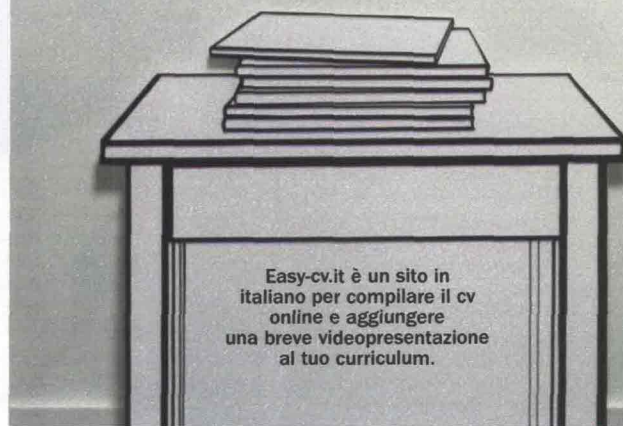 Easy-cv.it è un sito in
italiano per compilare il cv
online e aggiungere
una breve videopresentazione
al tuo curriculum.